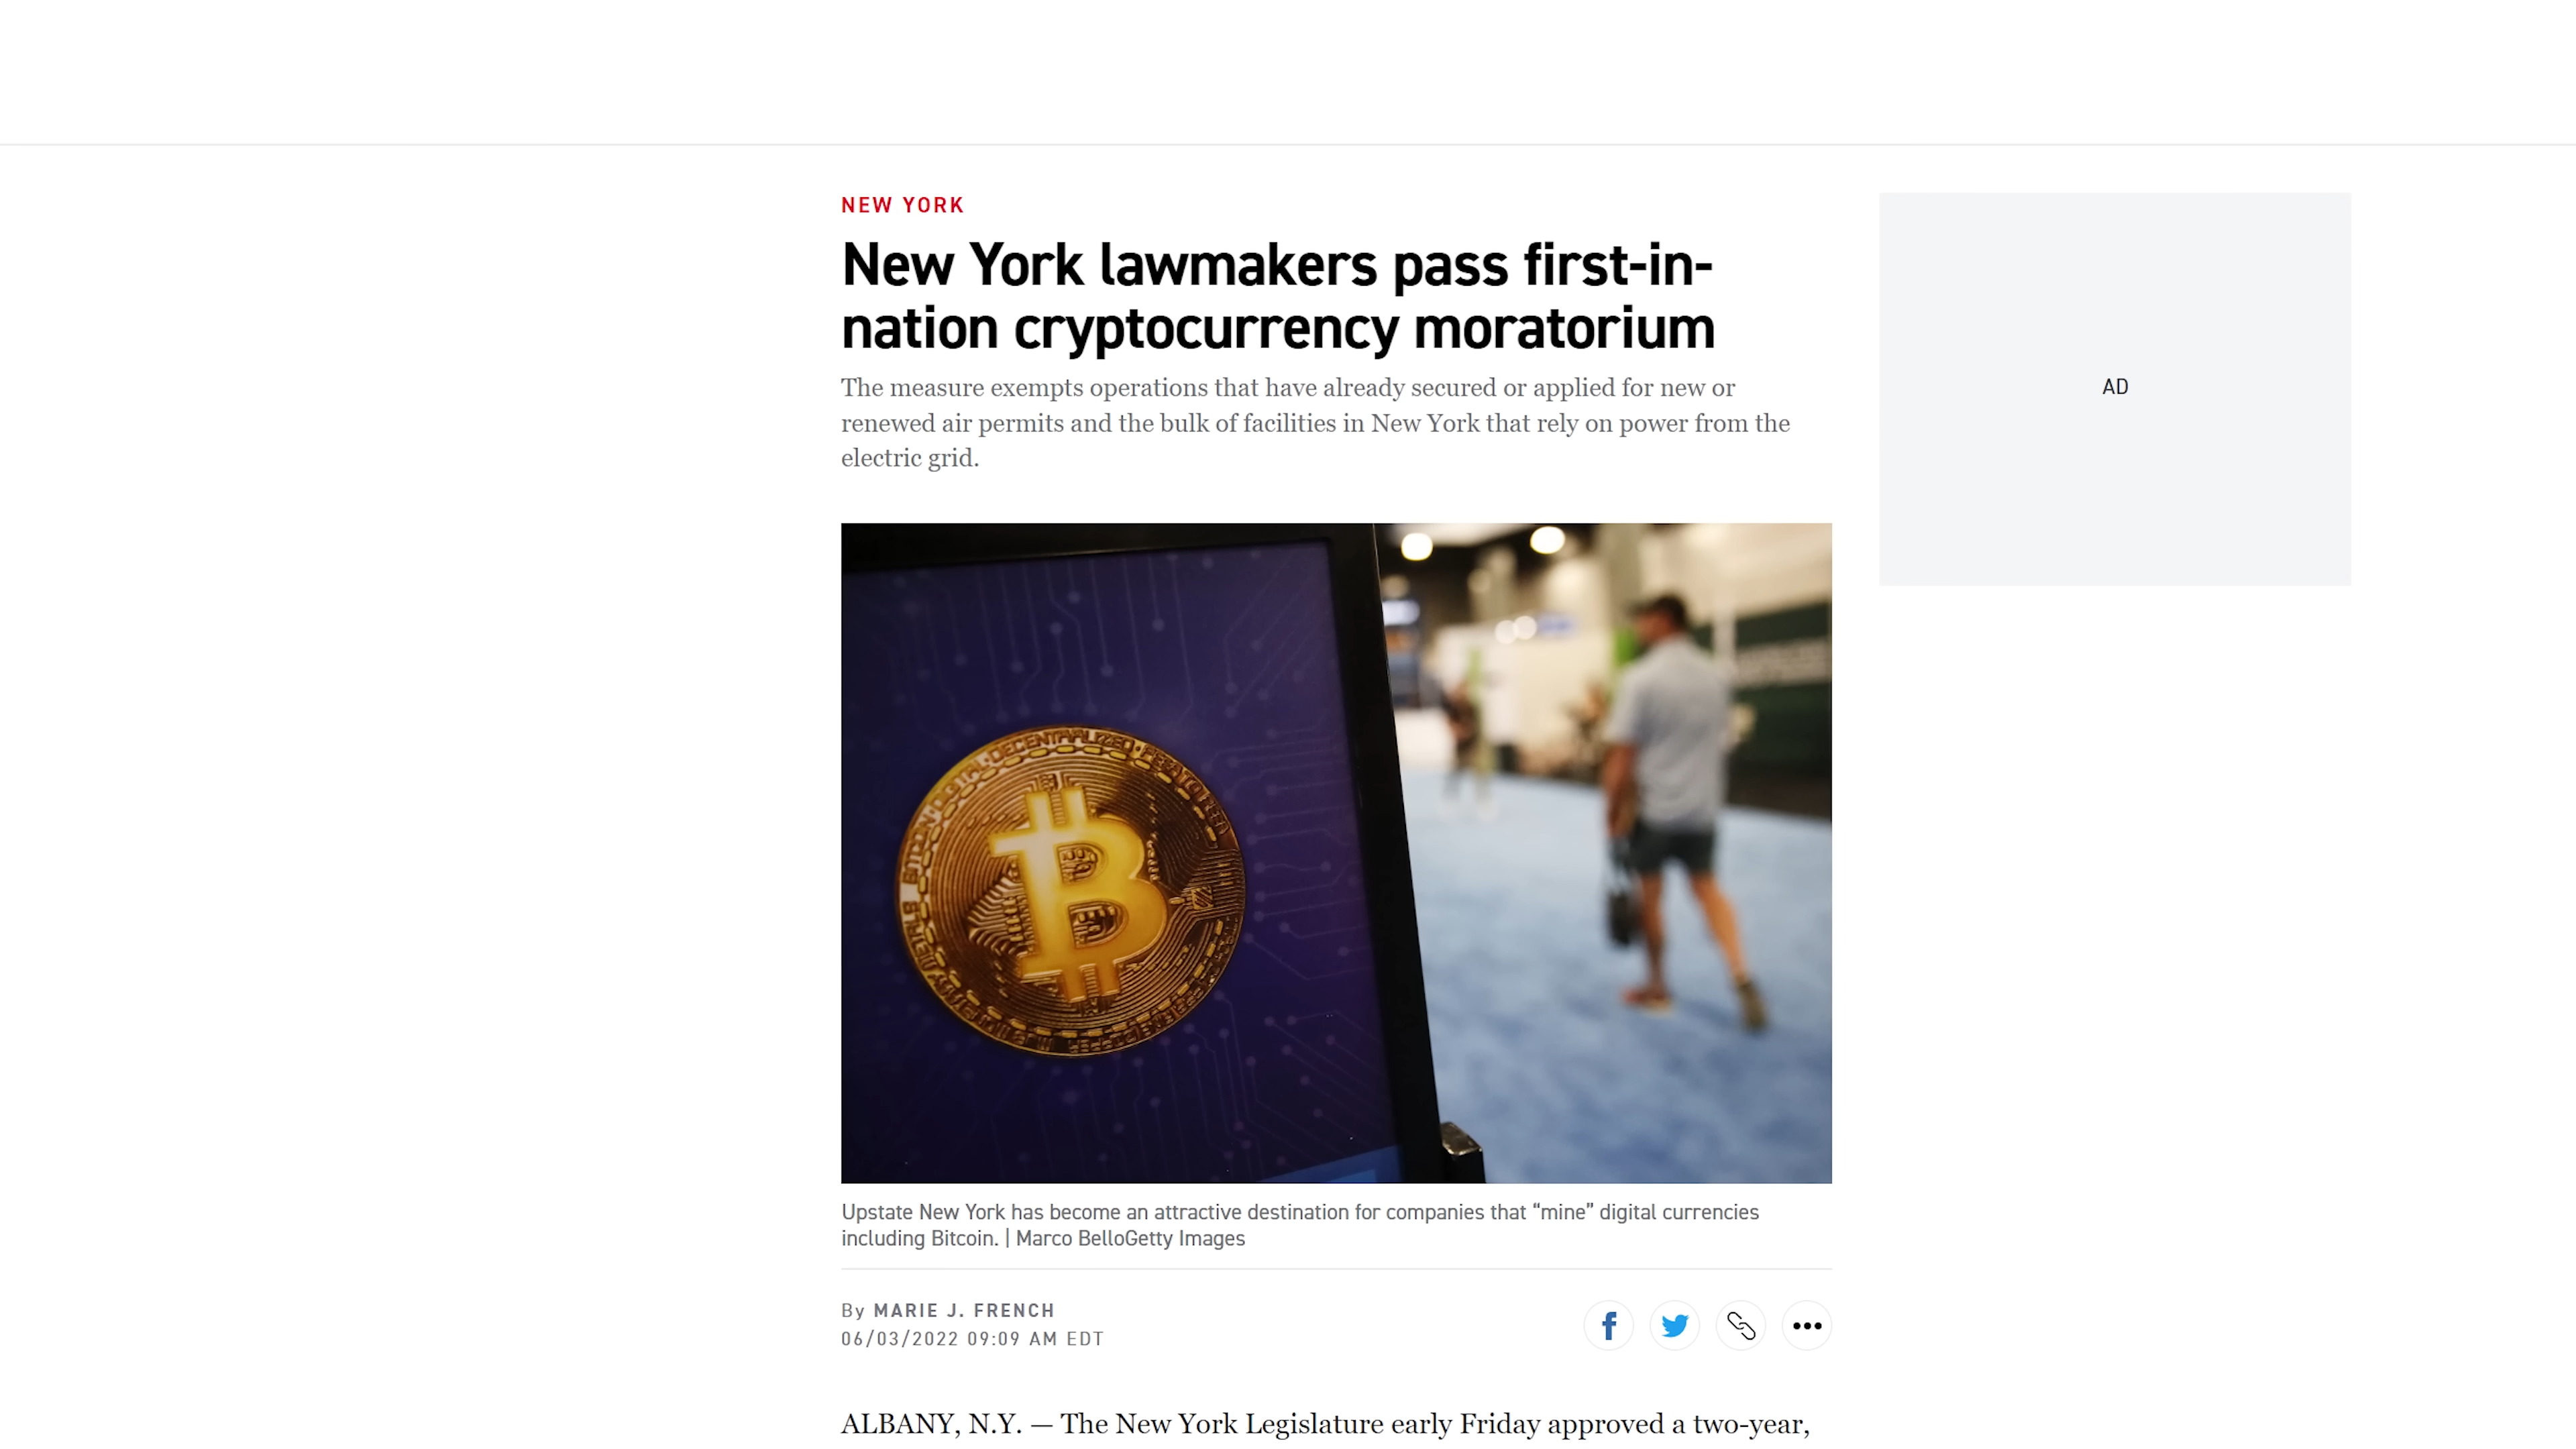 NEW YORK
New York lawmakers pass first-in-
nation cryptocurrency moratorium
The measure exempts operations that have already secured or applied for new or
renewed air permits and the bulk of facilities in New York that rely on power from the
electric grid.
AD
Upstate New York has become an attractive destination for companies that “mine” digital currencies
including Bitcoin. | Marco BelloGetty Images
By MARIE J. FRENCH
06/03/2022 09:09 AM EDT
ALBANY, N.Y. — The New York Legislature early Friday approved a two-year,